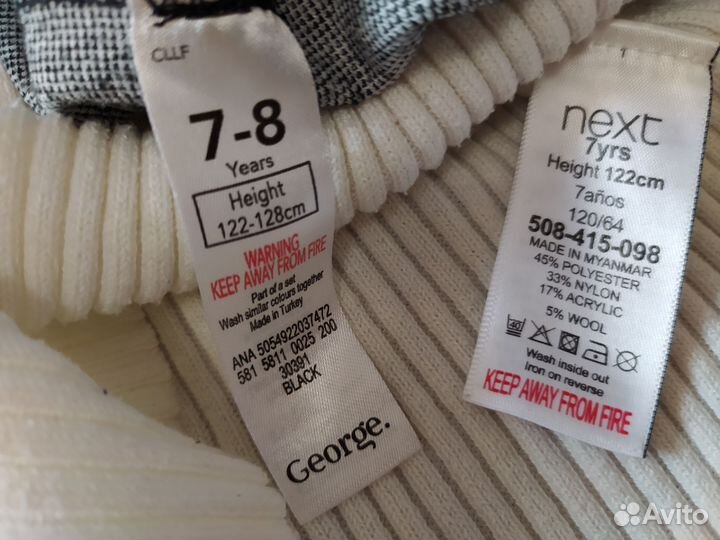 CLLF
7-8
Years
Height
122-128cm
WARNING
KEEP AWAY FROM FIRE
Part of a set
Wash similar colours together
Made in Turkey
ANA 5054922037472
581 5811 0025 200
30391
BLACK
George.
1
next
7yrs
Height 122cm
7años
120/64
508-415-098
MADE IN MYANMAR
45% POLYESTER
33% NYLON
17% ACRYLIC
5% WOOL
40
Wash inside out
Iron on reverse
KEEP AWAY FROM FIRE
Avito